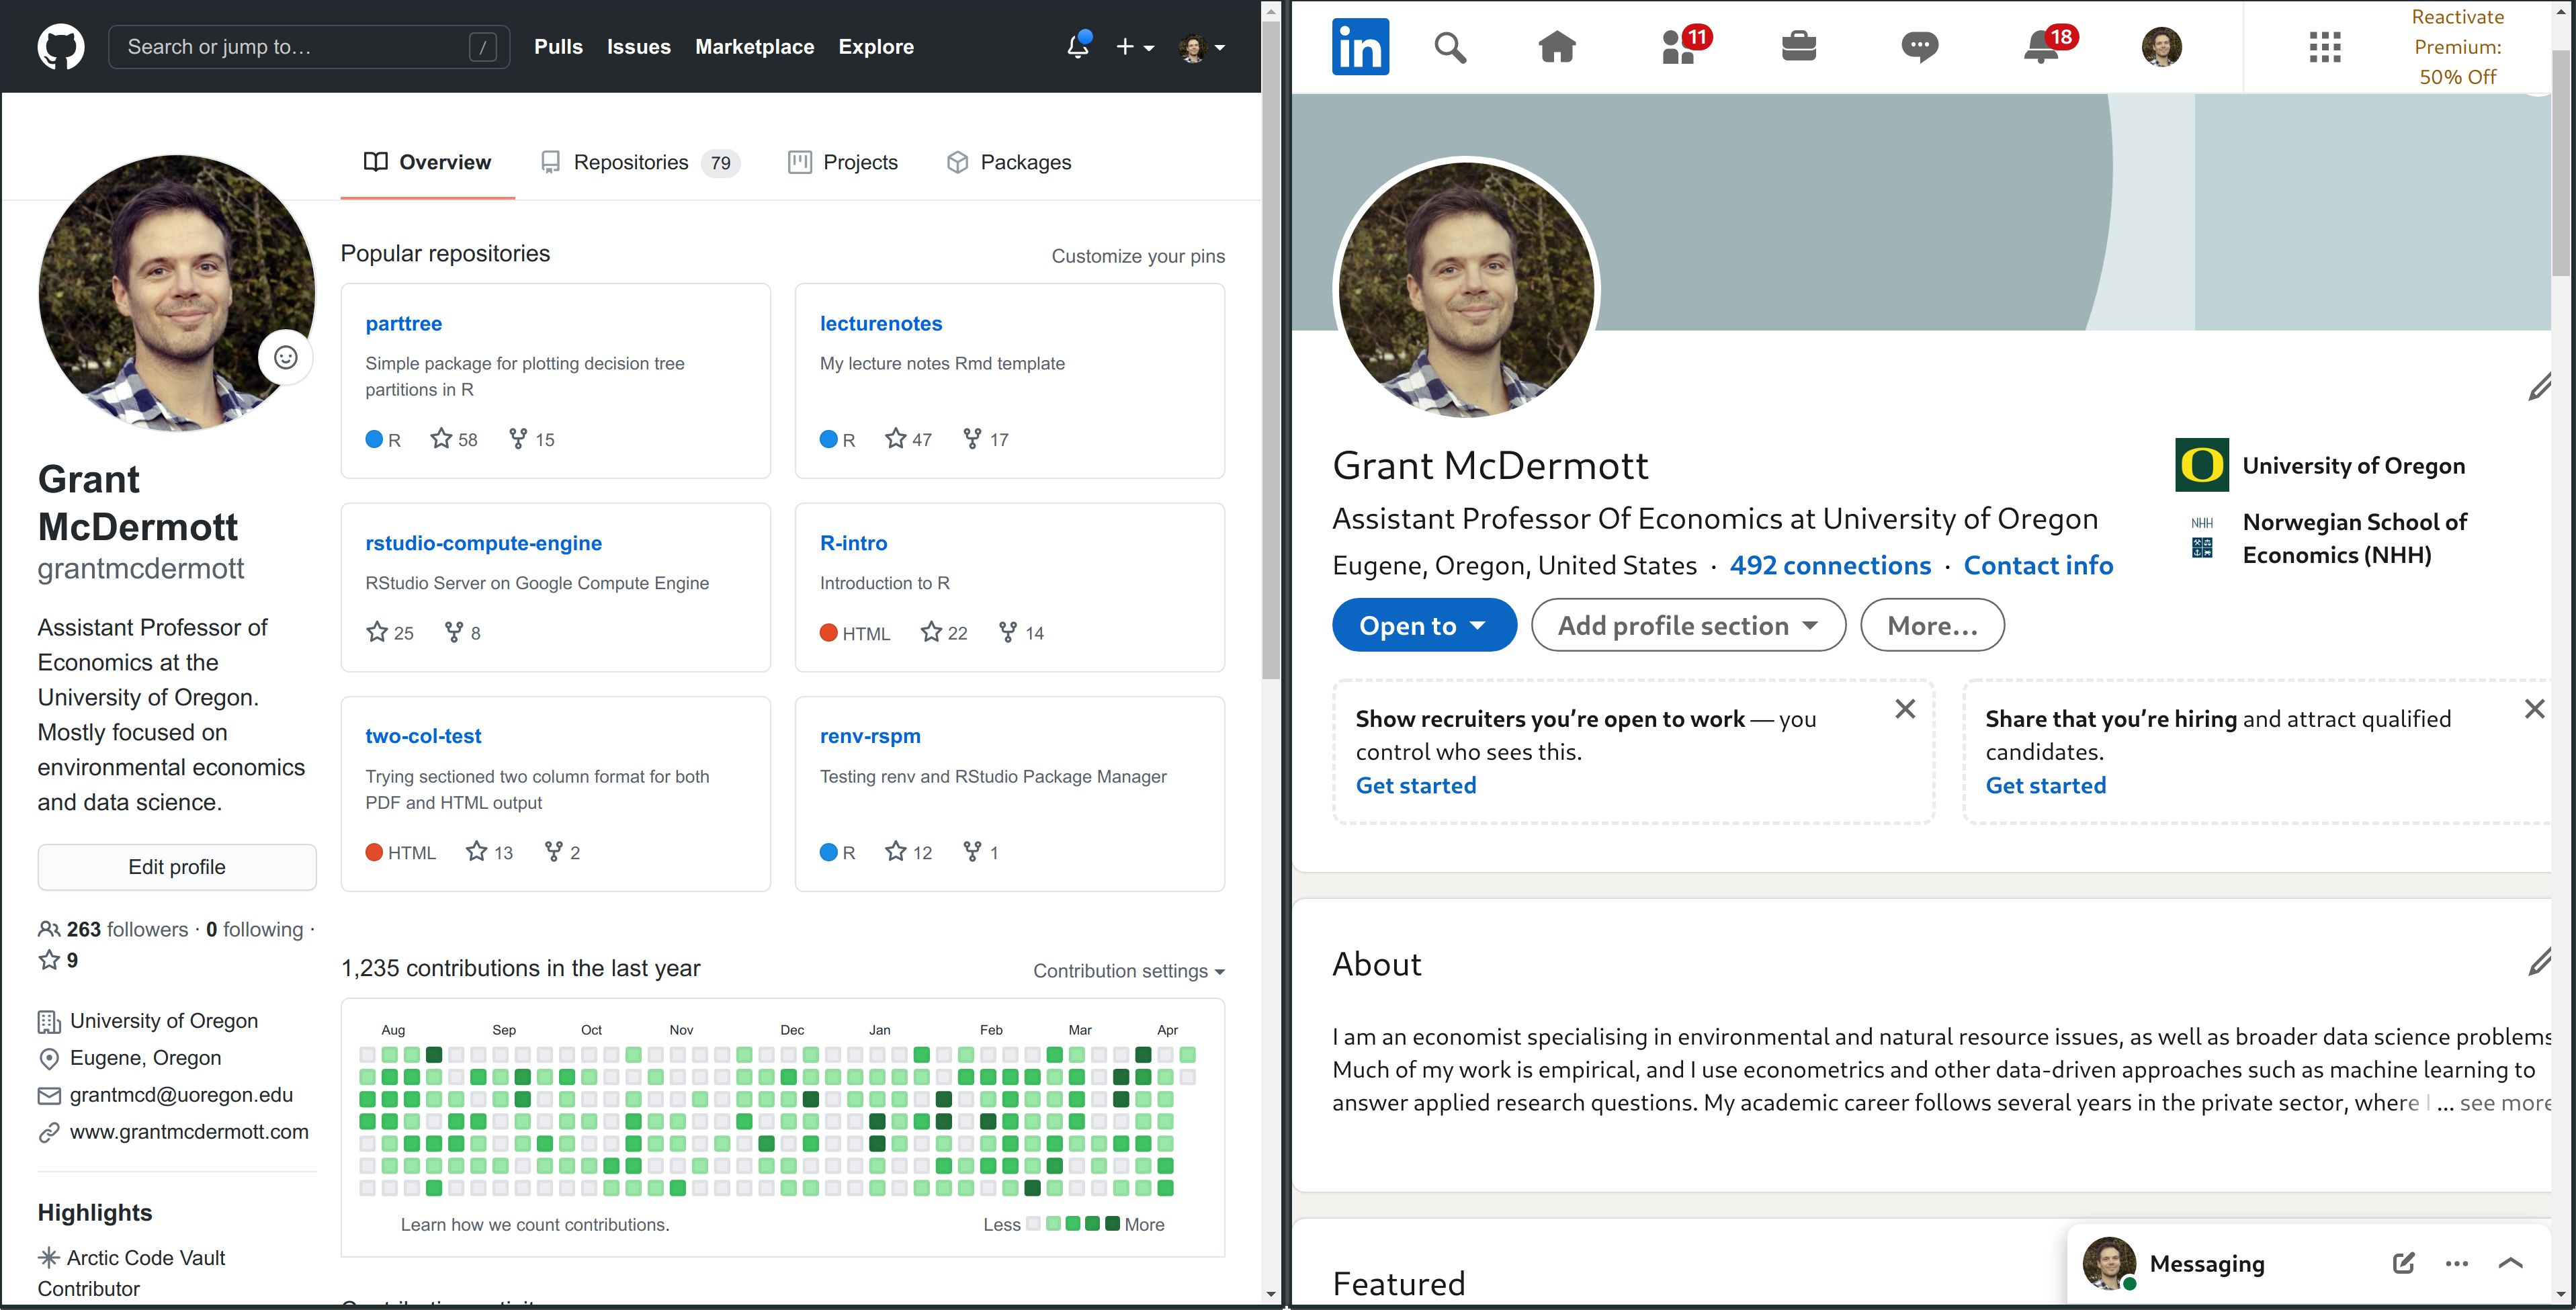 Search or jump to…
/
Pulls
Issues
Marketplace
Explore
Overview
Repositories 79
Projects
Packages
Grant
McDermott
grantmcdermott
Assistant Professor of
Economics at the
University of Oregon.
Mostly focused on
environmental economics
and data science.
Edit profile
263 followers · 0 following ·
9
University of Oregon
Eugene, Oregon
grantmcd@uoregon.edu
www.grantmcdermott.com
Highlights
Arctic Code Vault
Contributor
Popular repositories
Customize your pins
parttree
Simple package for plotting decision tree
partitions in R
R 58 15
lecturenotes
My lecture notes Rmd template
R 47 17
rstudio-compute-engine
RStudio Server on Google Compute Engine
25 8
R-intro
Introduction to R
HTML 22 14
two-col-test
Trying sectioned two column format for both
PDF and HTML output
HTML 13 2
renv-rspm
Testing renv and RStudio Package Manager
R 12 1
1,235 contributions in the last year
Contribution settings
Aug Sep Oct Nov Dec Jan Feb Mar Apr
Learn how we count contributions.
Less More
in
11
18
Reactivate
Premium:
50% Off
Grant McDermott
Assistant Professor Of Economics at University of Oregon
Eugene, Oregon, United States · 492 connections · Contact info
O
University of Oregon
NHH
Norwegian School of
Economics (NHH)
Open to
Add profile section
More…
Show recruiters you’re open to work — you
control who sees this.
Get started
Share that you’re hiring and attract qualified
candidates.
Get started
About
I am an economist specialising in environmental and natural resource issues, as well as broader data science problems
Much of my work is empirical, and I use econometrics and other data-driven approaches such as machine learning to
answer applied research questions. My academic career follows several years in the private sector, where I ... see more
Featured
Messaging